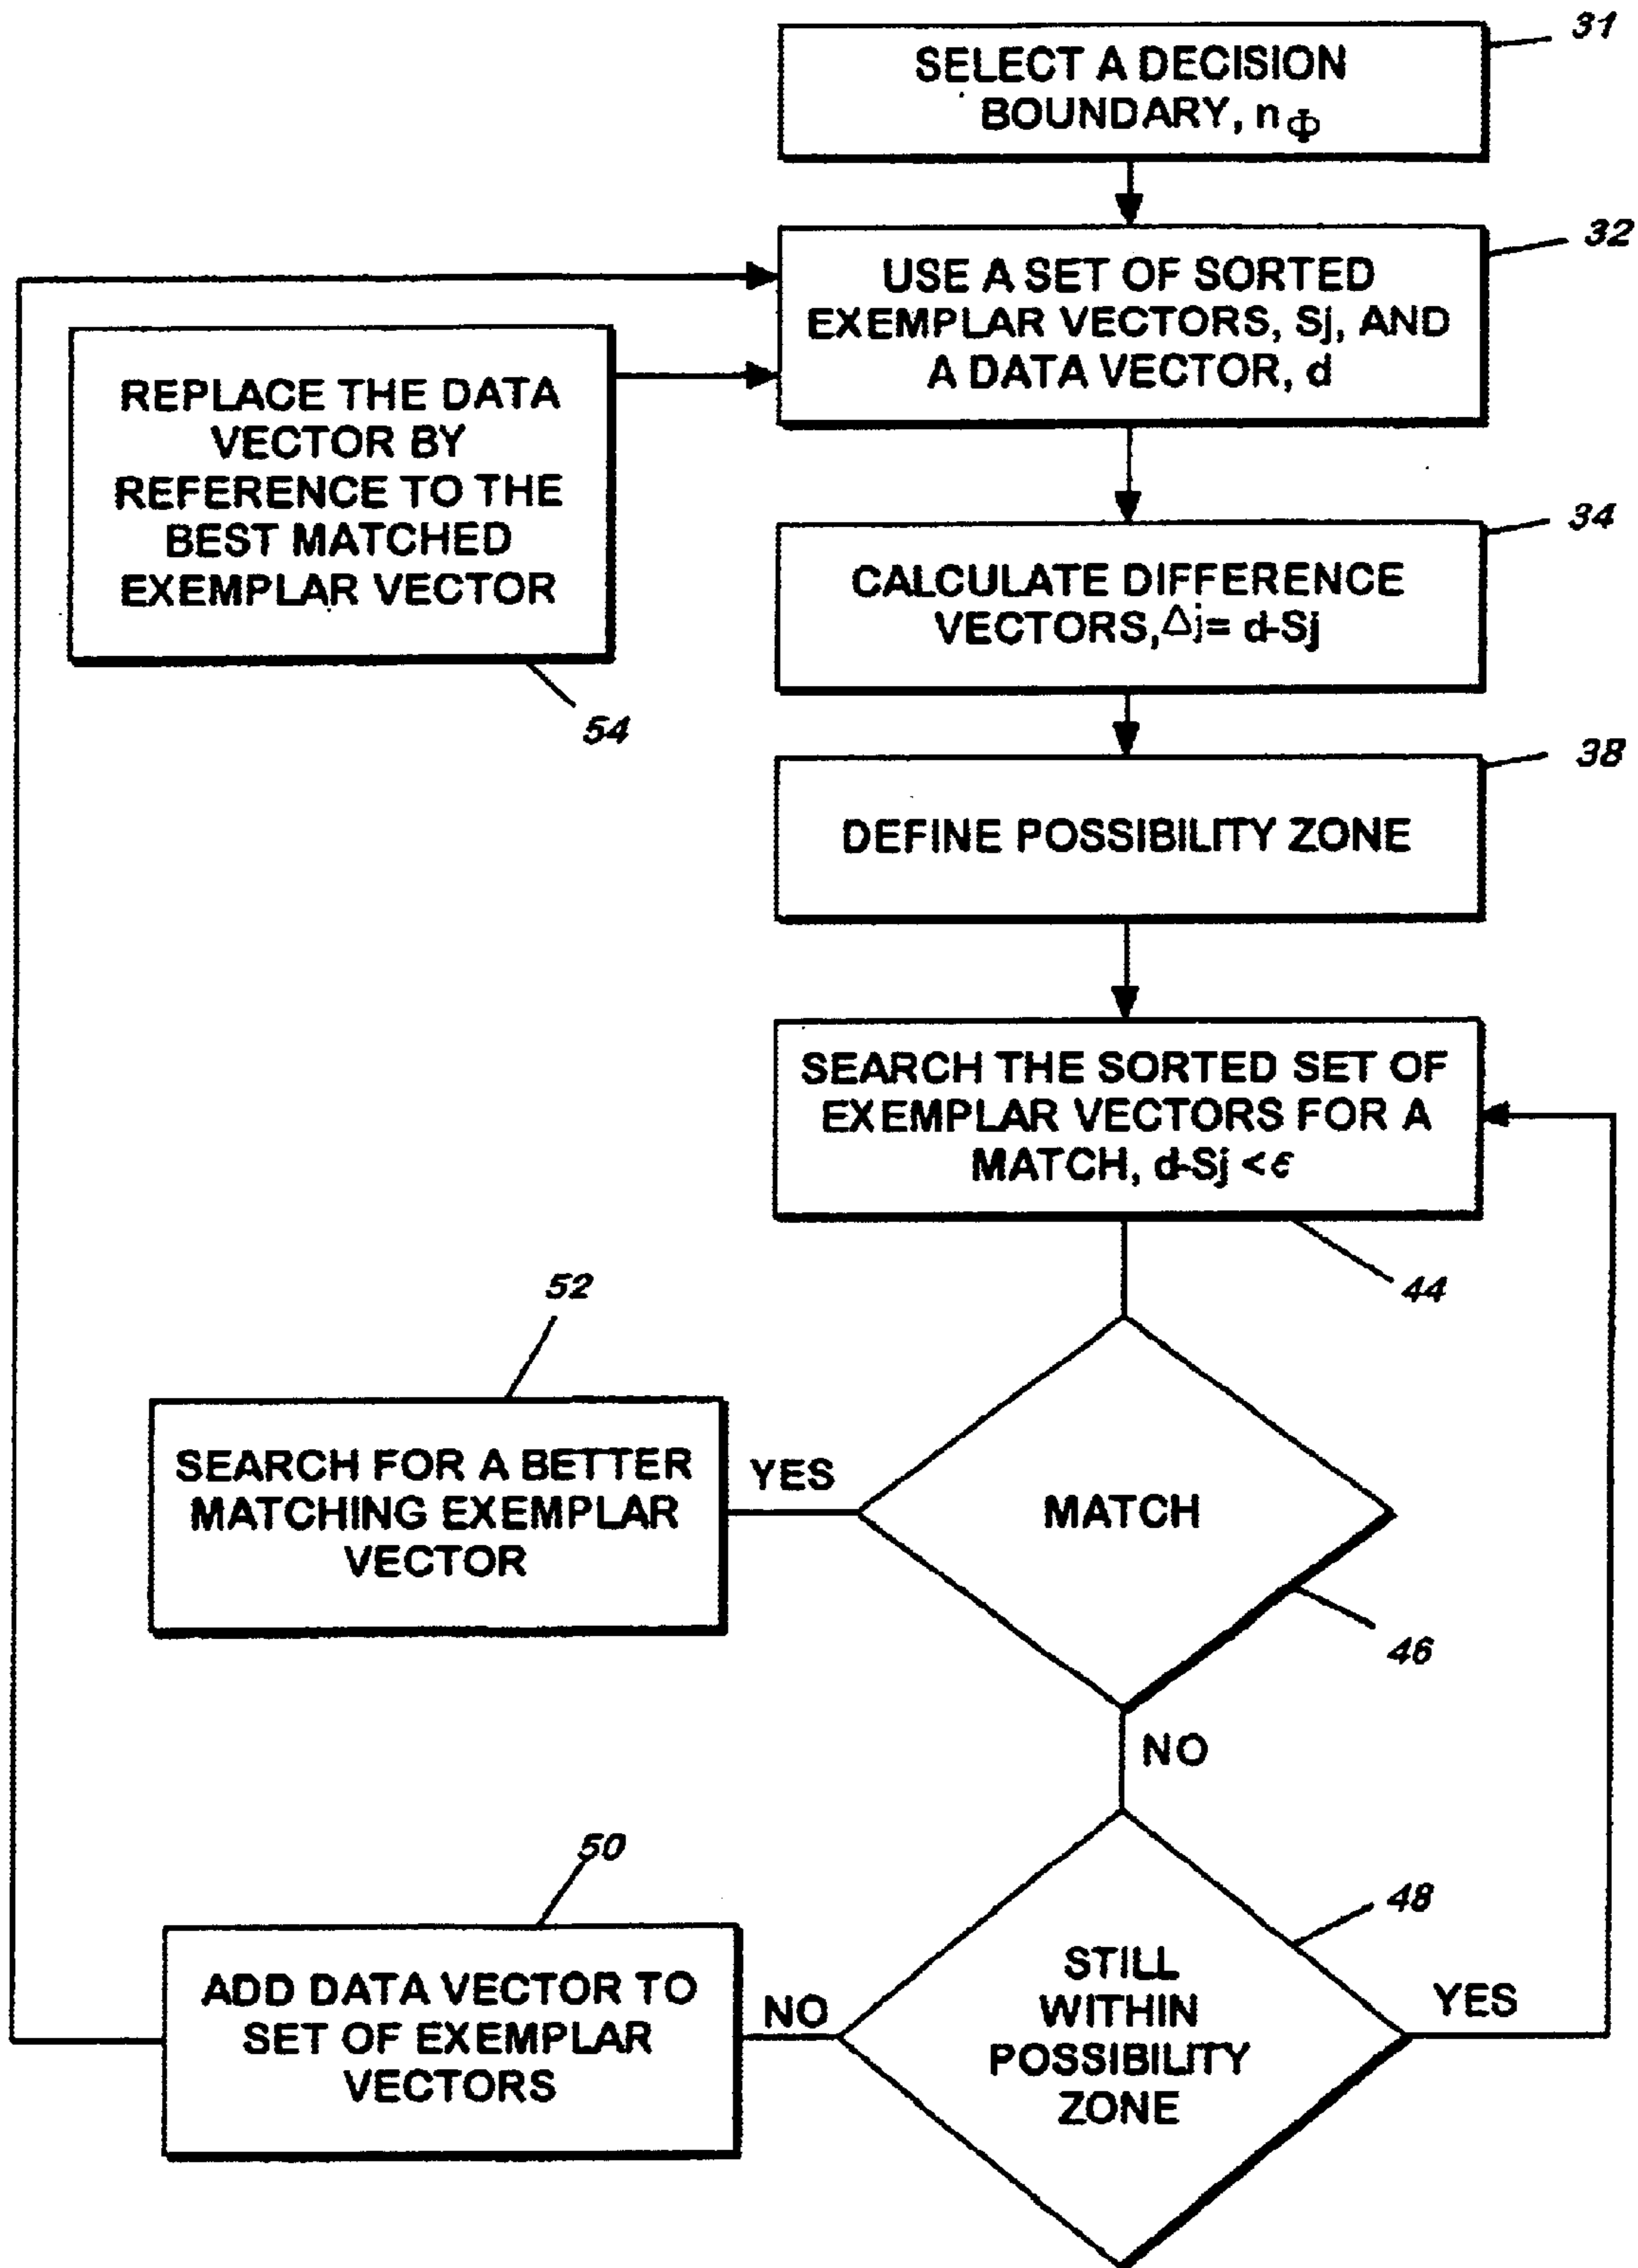 31
SELECT A DECISION
BOUNDARY, nΦ
32
USE A SET OF SORTED
EXEMPLAR VECTORS, Sj, AND
A DATA VECTOR, d
REPLACE THE DATA
VECTOR BY
REFERENCE TO THE
BEST MATCHED
EXEMPLAR VECTOR
54
34
CALCULATE DIFFERENCE
VECTORS, Δj= d-Sj
38
DEFINE POSSIBILITY ZONE
SEARCH THE SORTED SET OF
EXEMPLAR VECTORS FOR A
MATCH, d-Sj <ϵ
44
52
SEARCH FOR A BETTER
MATCHING EXEMPLAR
VECTOR
YES
MATCH
46
NO
50
ADD DATA VECTOR TO
SET OF EXEMPLAR
VECTORS
NO
48
STILL
WITHIN
POSSIBILITY
ZONE
YES